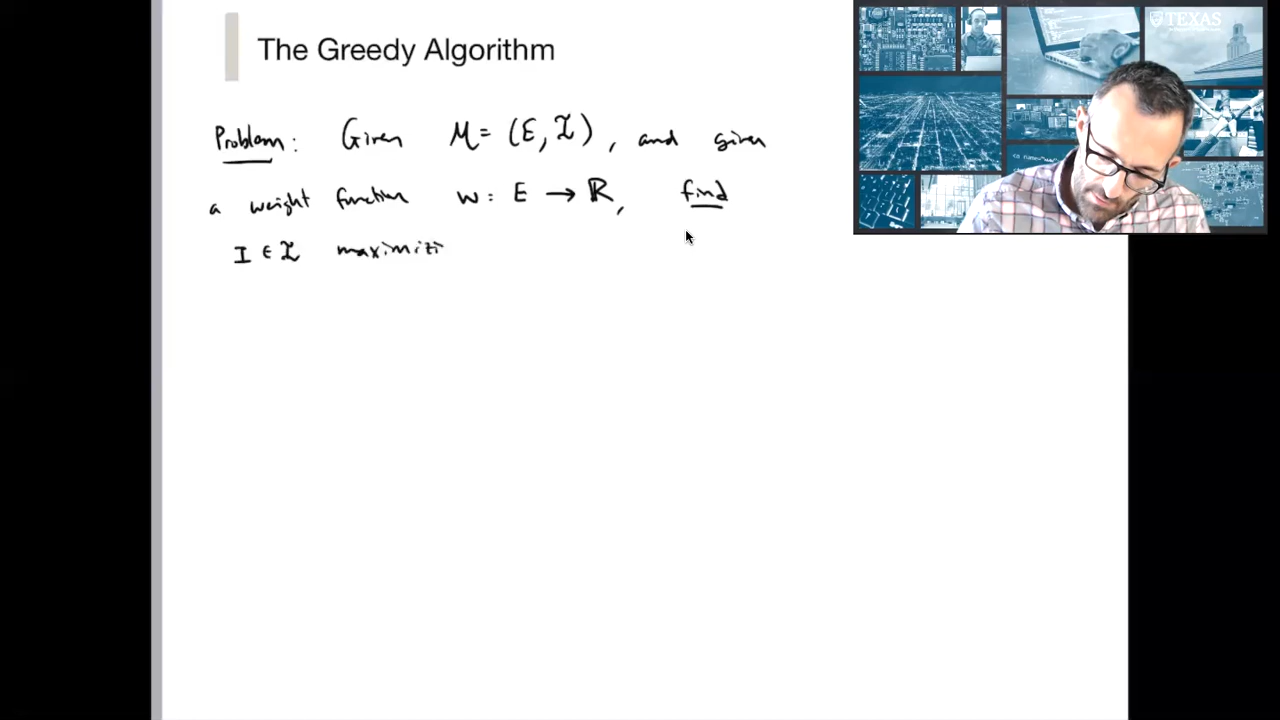 The Greedy Algorithm
TEXAS
Problem: Given M = (E, I), and given
a weight function w: E → ℝ, find
I ∈ I maximizi